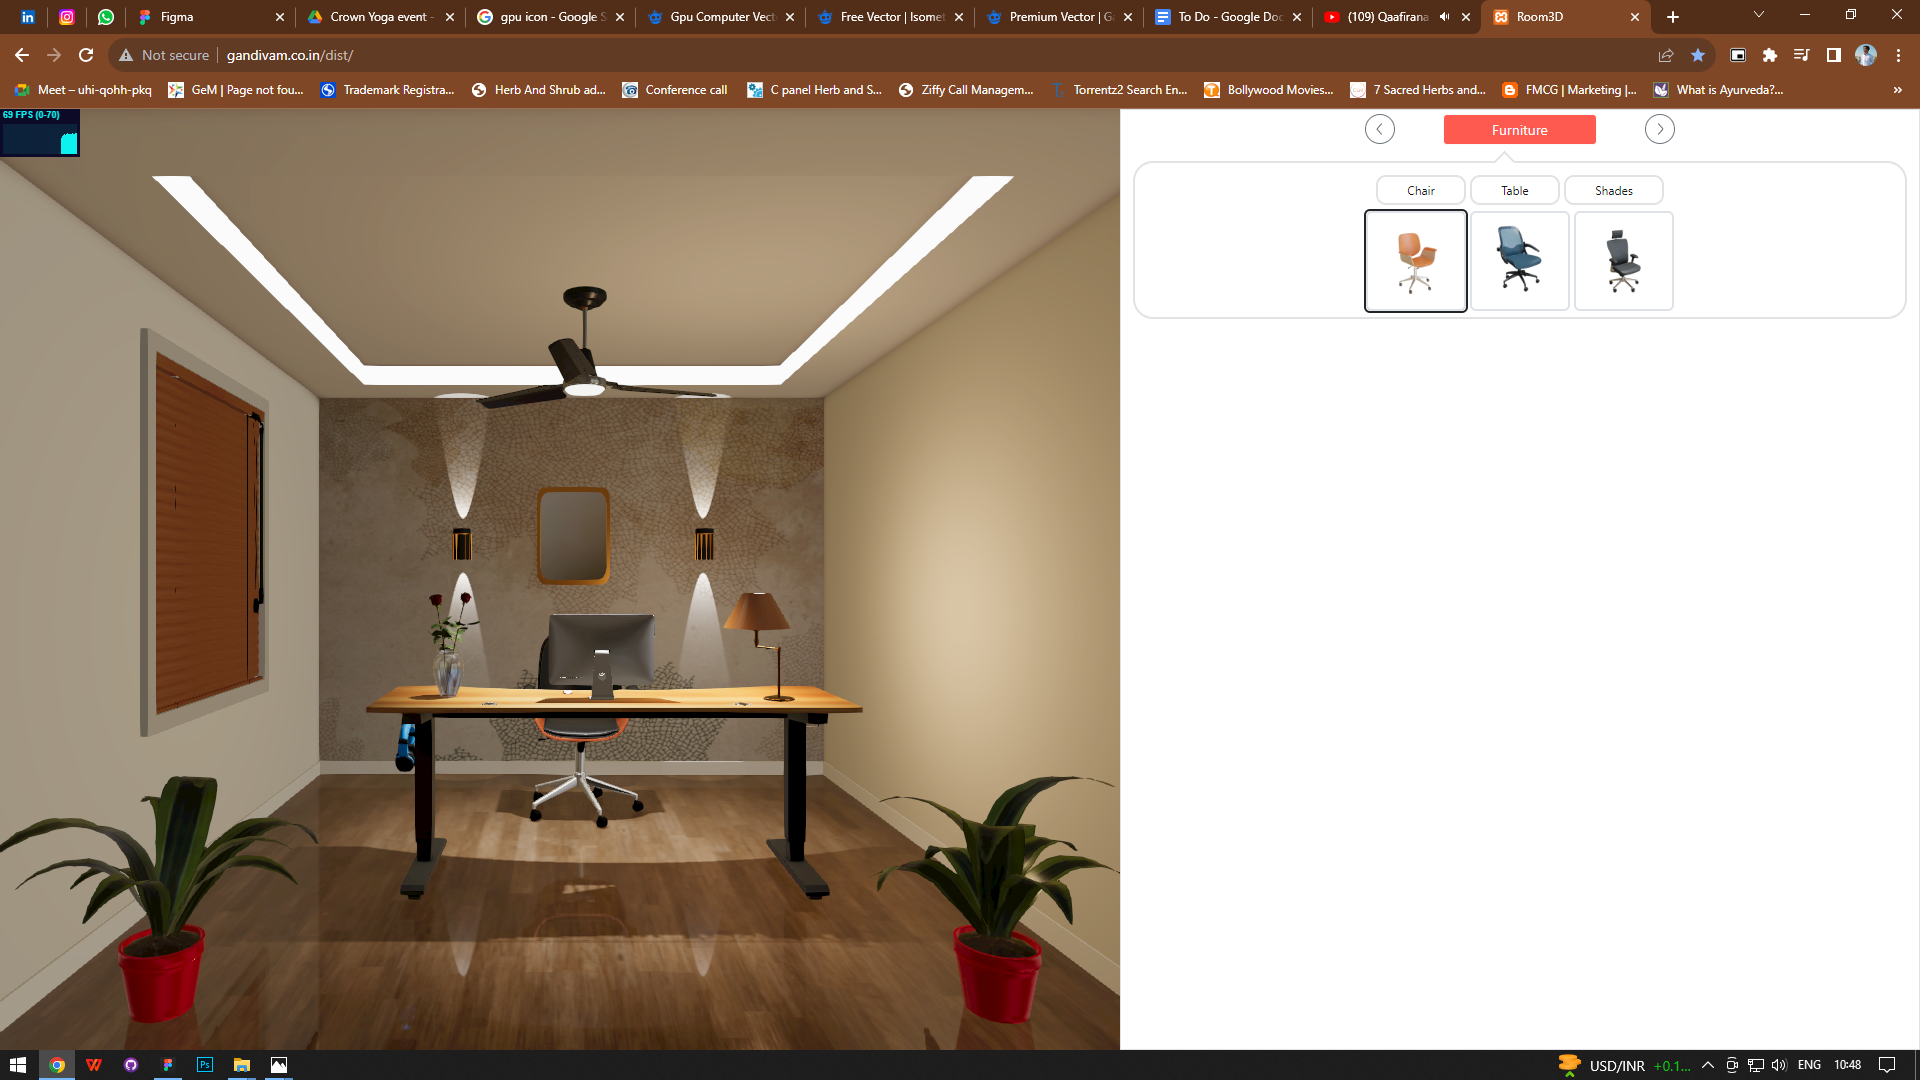 Figma
Crown Yoga event -
gpu icon - Google S
Gpu Computer Vect
Free Vector | Isomet
Premium Vector | G
To Do - Google Doc
(109) Qaafirana
Room3D
Not secure
gandivam.co.in/dist/
Meet – uhi-qohh-pkq
GeM | Page not fou...
Trademark Registra...
Herb And Shrub ad...
Conference call
C panel Herb and S...
Ziffy Call Managem...
Torrentz2 Search En...
Bollywood Movies...
7 Sacred Herbs and...
FMCG | Marketing |...
What is Ayurveda?...
69 FPS (0-70)
Furniture
Chair
Table
Shades
Ps
USD/INR
+0.1...
ENG
10:48